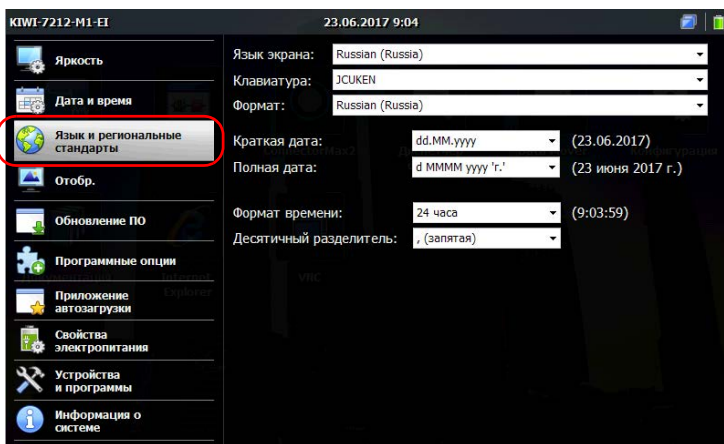 KIWI-7212-M1-EI
23.06.2017 9:04
Яркость
Дата и время
Язык и региональные
стандарты
Отобр.
Обновление ПО
Программные опции
Приложение
автозагрузки
Свойства
электропитания
Устройства
и программы
Информация о
системе
Язык экрана: Russian (Russia)
Клавиатура: JCUKEN
Формат: Russian (Russia)
Краткая дата: dd.MM.yyyy (23.06.2017)
Полная дата: d MMMM yyyy 'г.' (23 июня 2017 г.)
Формат времени: 24 часа (9:03:59)
Десятичный разделитель: , (запятая)
Internet
Explorer
VNC